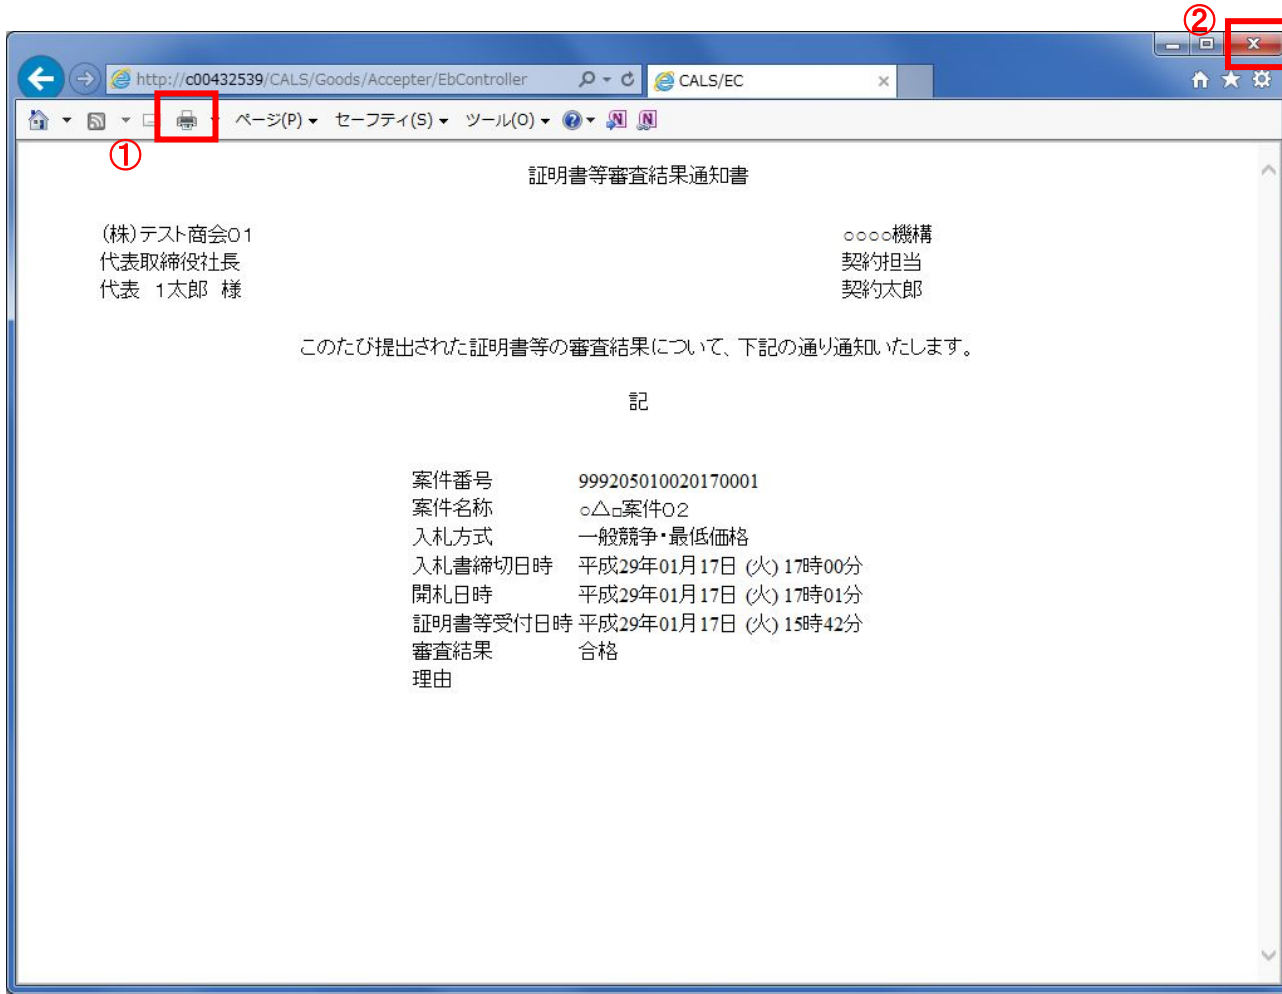 ②
http://c00432539/CALS/Goods/Accepter/EbController
CALS/EC
ページ(P) セーフティ(S) ツール(O)
①
証明書等審査結果通知書
(株)テスト商会01
○○○○機構
代表取締役社長
契約担当
代表 1太郎 様
契約太郎
このたび提出された証明書等の審査結果について、下記の通り通知いたします。
記
案件番号 999205010020170001
案件名称 ○△□案件02
入札方式 一般競争・最低価格
入札書締切日時 平成29年01月17日 (火) 17時00分
開札日時 平成29年01月17日 (火) 17時01分
証明書等受付日時 平成29年01月17日 (火) 15時42分
審査結果 合格
理由